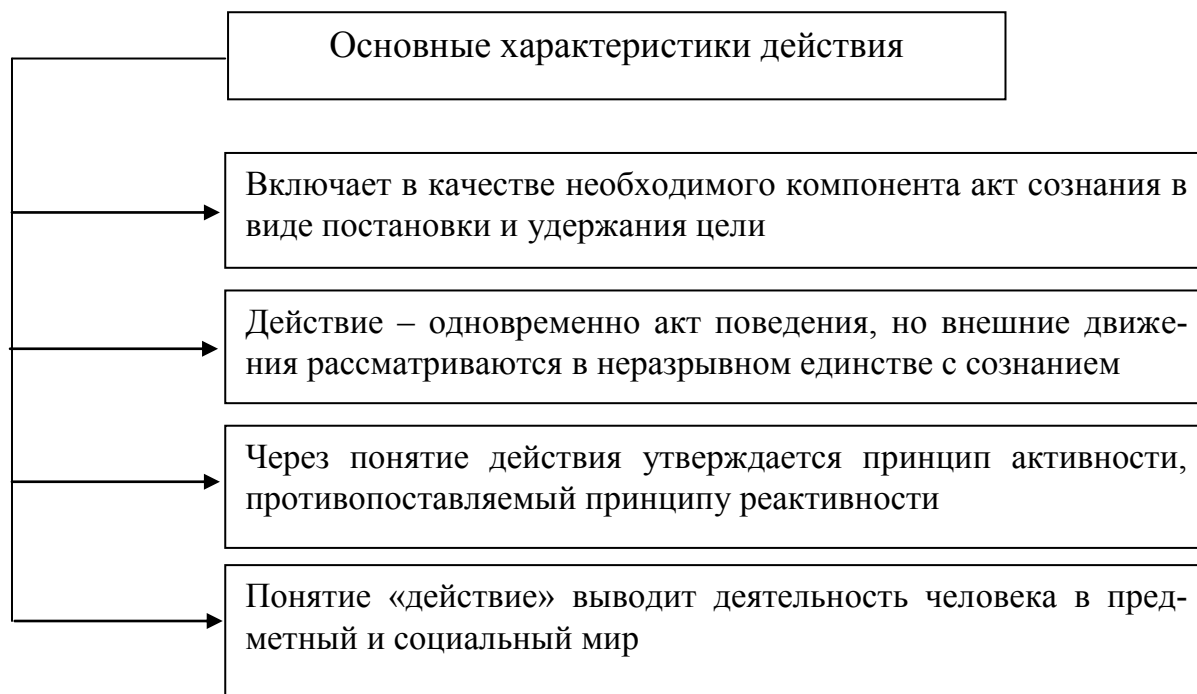 Основные характеристики действия
Включает в качестве необходимого компонента акт сознания в
виде постановки и удержания цели
Действие – одновременно акт поведения, но внешние движе-
ния рассматриваются в неразрывном единстве с сознанием
Через понятие действия утверждается принцип активности,
противопоставляемый принципу реактивности
Понятие «действие» выводит деятельность человека в пред-
метный и социальный мир